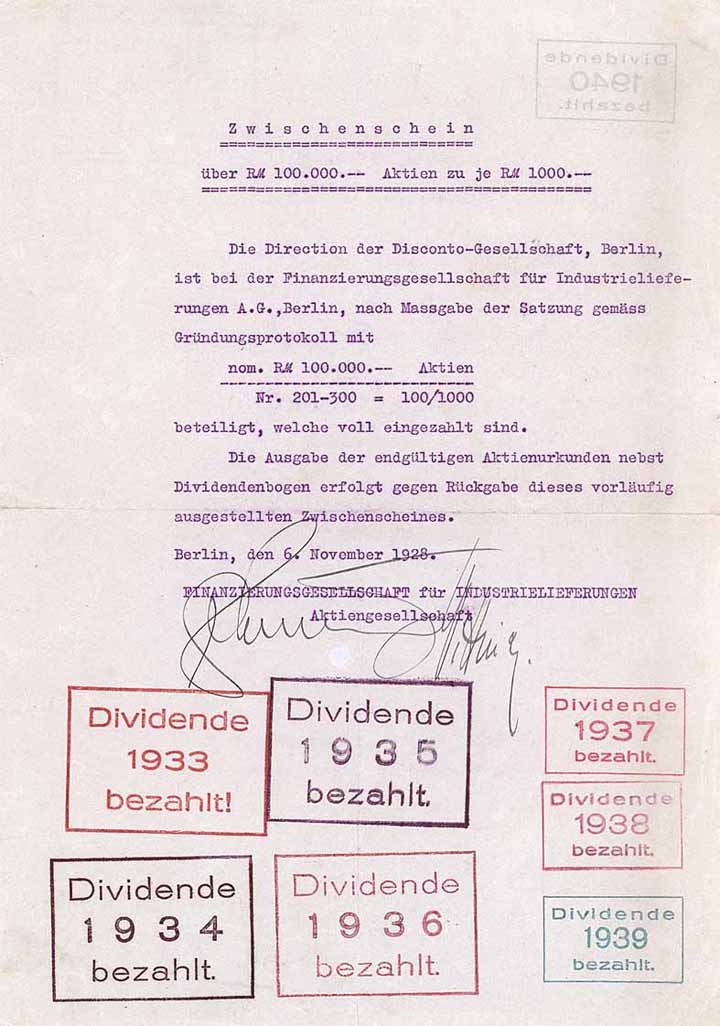 Dividende
1940
bezahlt.
Zwischenschein
über RM 100.000.-- Aktien zu je RM 1000.--
Die Direction der Disconto-Gesellschaft, Berlin,
ist bei der Finanzierungsgesellschaft für Industrieliefe-
rungen A.G.,Berlin, nach Massgabe der Satzung gemäss
Gründungsprotokoll mit
nom. RM 100.000.-- Aktien
Nr. 201-300 = 100/1000
beteiligt, welche voll eingezahlt sind.
Die Ausgabe der endgültigen Aktienurkunden nebst
Dividendenbogen erfolgt gegen Rückgabe dieses vorläufig
ausgestellten Zwischenscheines.
Berlin, den 6. November 1928.
FINANZIERUNGSGESELLSCHAFT für INDUSTRIELIEFERUNGEN
Aktiengesellschaft
Dividende
1933
bezahlt!
Dividende
1935
bezahlt.
Dividende
1937
bezahlt.
Dividende
1938
bezahlt.
Dividende
1934
bezahlt.
Dividende
1936
bezahlt.
Dividende
1939
bezahlt.